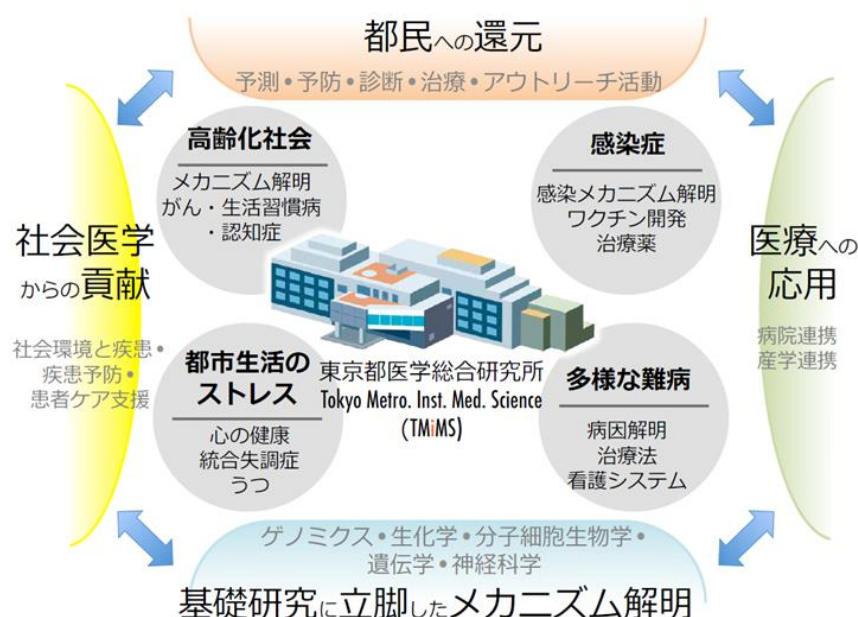 都民への還元
予測•予防•診断•治療•アウトリーチ活動
高齢化社会
メカニズム解明
がん・生活習慣病
・認知症
感染症
感染メカニズム解明
ワクチン開発
治療薬
社会医学
からの貢献
社会環境と疾患•
疾患予防•
患者ケア支援
医療への
応用
病院連携
産学連携
都市生活の
ストレス
心の健康
統合失調症
うつ
東京都医学総合研究所
Tokyo Metro. Inst. Med. Science
(TMiMS)
多様な難病
病因解明
治療法
看護システム
ゲノミクス•生化学•分子細胞生物学•
遺伝学•神経科学
基礎研究に立脚したメカニズム解明